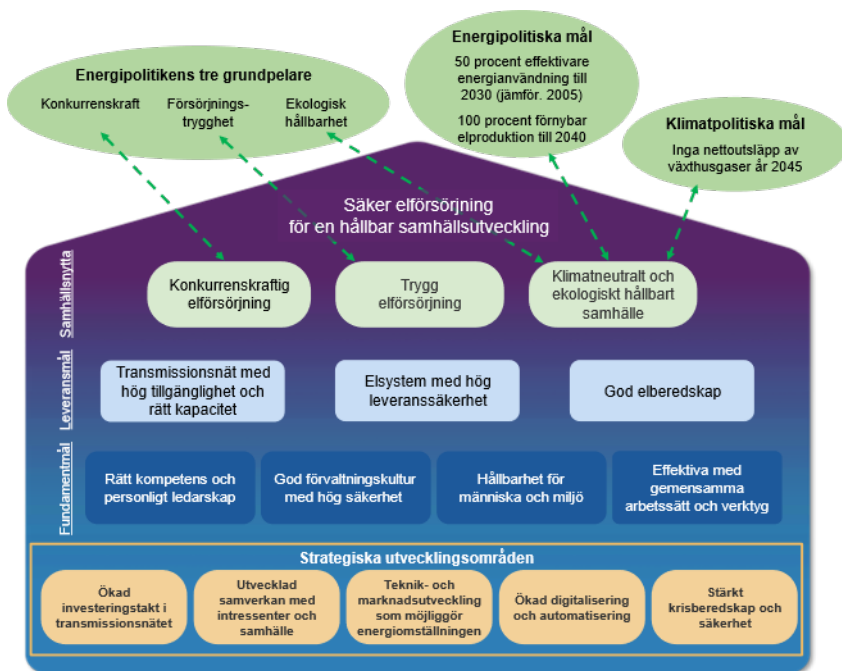 Energipolitikens tre grundpelare
Konkurrenskraft
Försörjnings-
trygghet
Ekologisk
hållbarhet
Energipolitiska mål
50 procent effektivare
energianvändning till
2030 (jämför. 2005)
100 procent förnybar
elproduktion till 2040
Klimatpolitiska mål
Inga nettoutsläpp av
växthusgaser år 2045
Säker elförsörjning
för en hållbar samhällsutveckling
Samhällsnytta
Konkurrenskraftig
elförsörjning
Trygg
elförsörjning
Klimatneutralt och
ekologiskt hållbart
samhälle
Leveransmål
Transmissionsnät med
hög tillgänglighet och
rätt kapacitet
Elsystem med hög
leveranssäkerhet
God elberedskap
Fundamentmål
Rätt kompetens och
personligt ledarskap
God förvaltningskultur
med hög säkerhet
Hållbarhet för
människa och miljö
Effektiva med
gemensamma
arbetssätt och verktyg
Strategiska utvecklingsområden
Ökad
investeringstakt i
transmissionsnätet
Utvecklad
samverkan med
intressenter och
samhälle
Teknik- och
marknadsutveckling
som möjliggör
energiomställningen
Ökad digitalisering
och automatisering
Stärkt
krisberedskap och
säkerhet